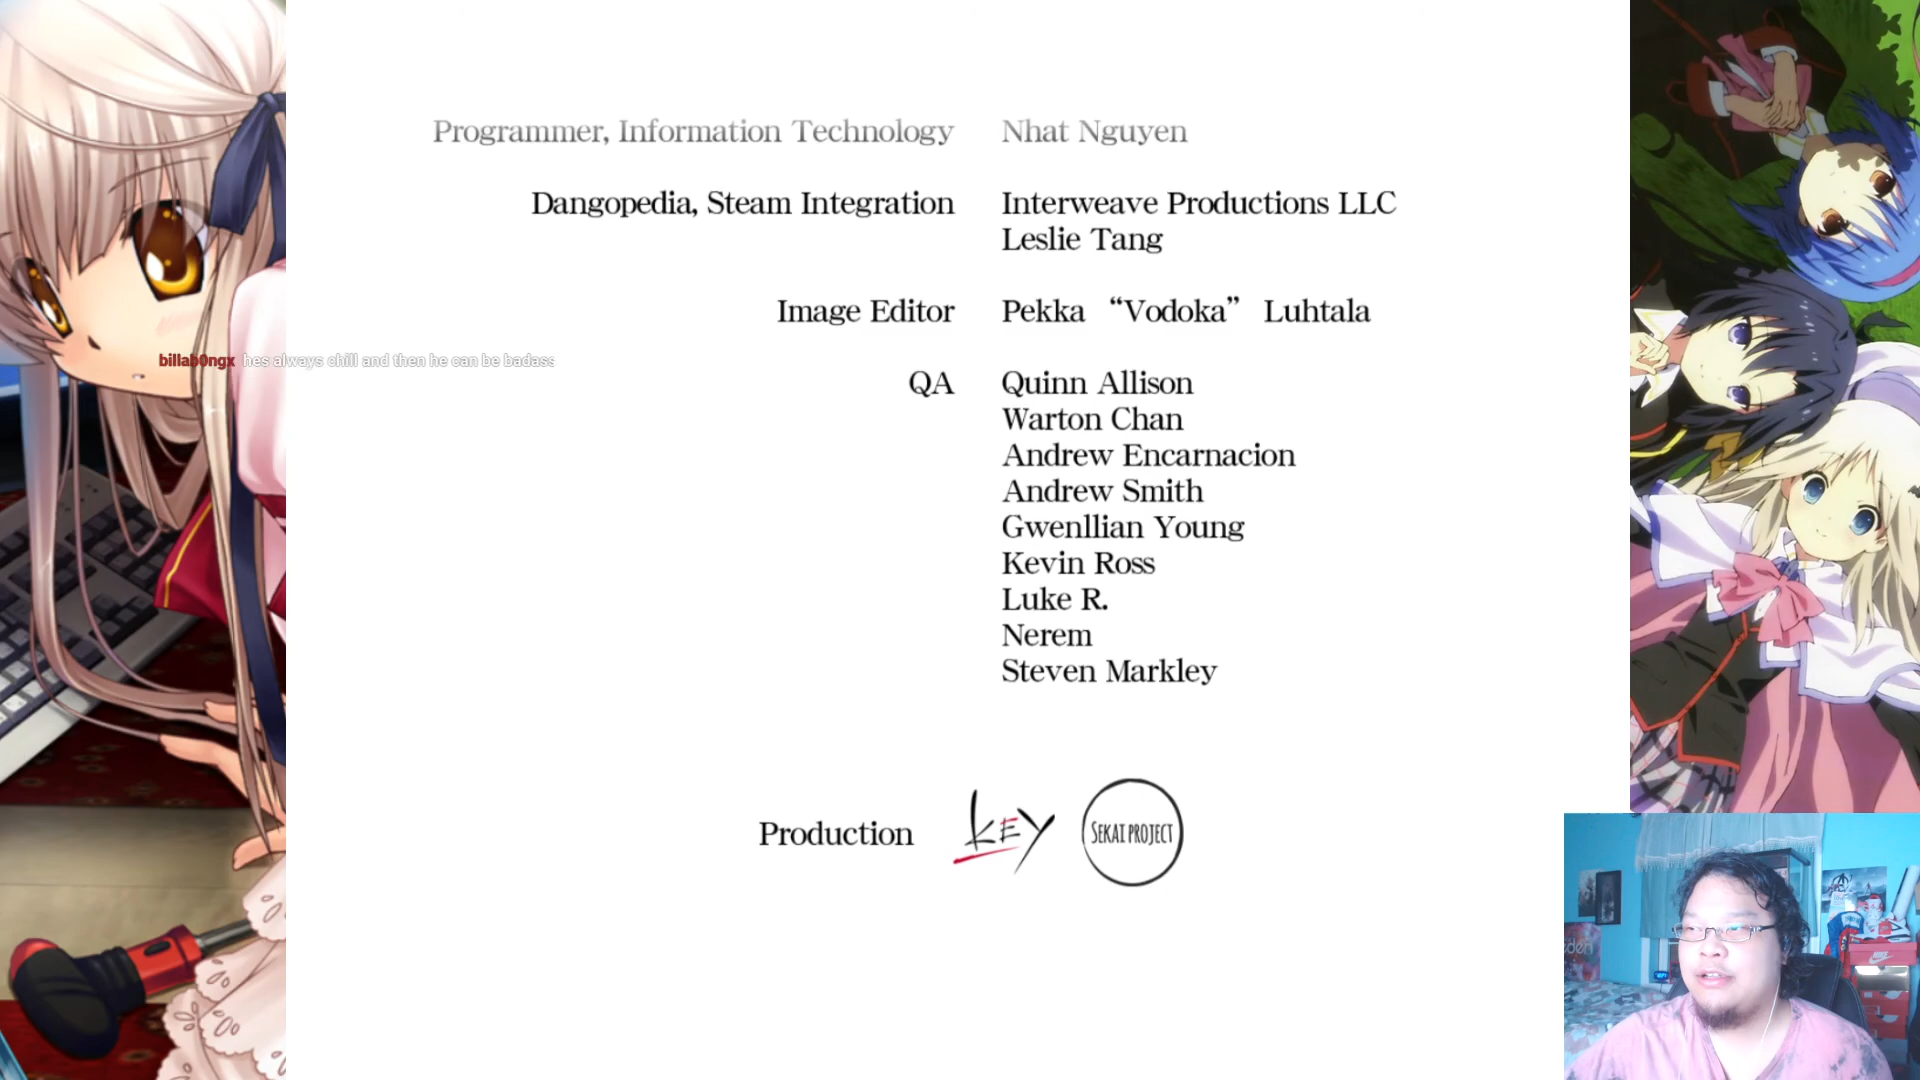 Programmer, Information Technology Nhat Nguyen
Dangopedia, Steam Integration Interweave Productions LLC
Leslie Tang
Image Editor Pekka “Vodoka” Luhtala
billab0ngx hes always chill and then he can be badass
QA Quinn Allison
Warton Chan
Andrew Encarnacion
Andrew Smith
Gwenllian Young
Kevin Ross
Luke R.
Nerem
Steven Markley
Production key SEKAI PROJECT
eden
NIKE